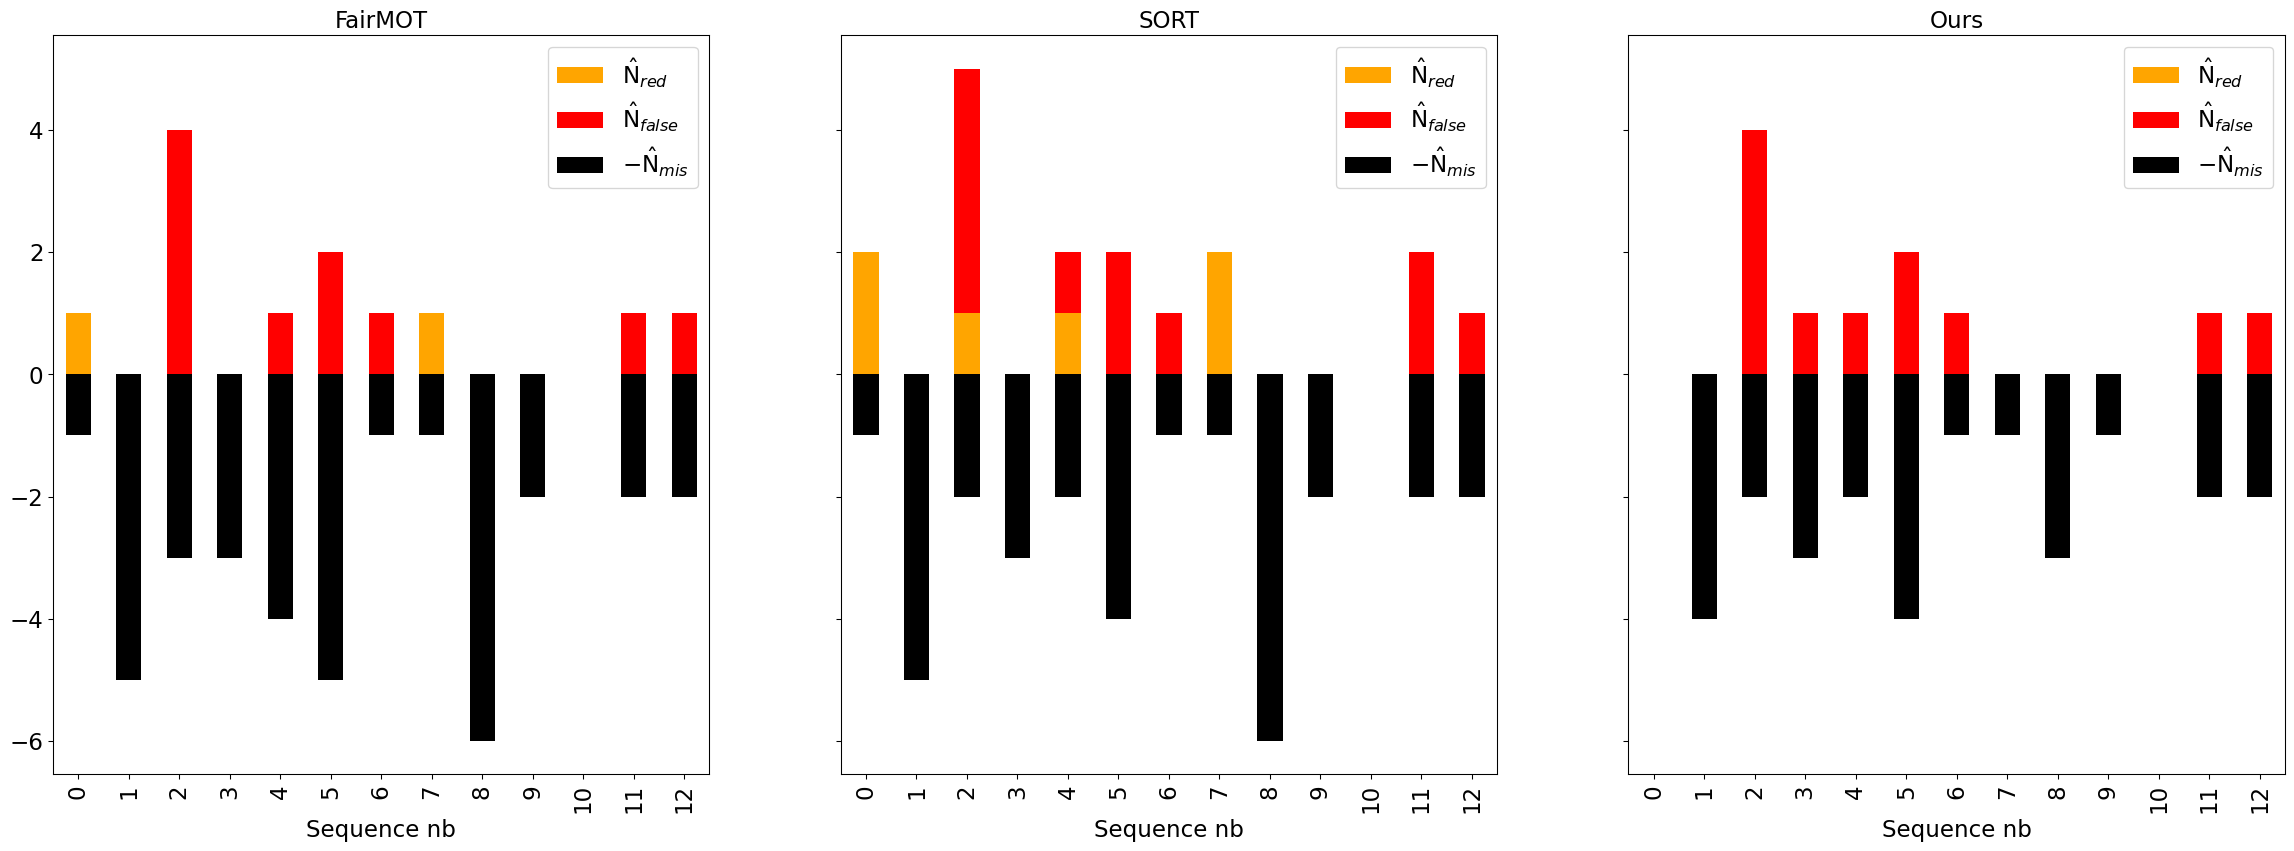 FairMOT
N̂red
N̂false
−N̂mis
4
2
0
−2
−4
−6
0 1 2 3 4 5 6 7 8 9 10 11 12
Sequence nb
SORT
N̂red
N̂false
−N̂mis
0 1 2 3 4 5 6 7 8 9 10 11 12
Sequence nb
Ours
N̂red
N̂false
−N̂mis
0 1 2 3 4 5 6 7 8 9 10 11 12
Sequence nb